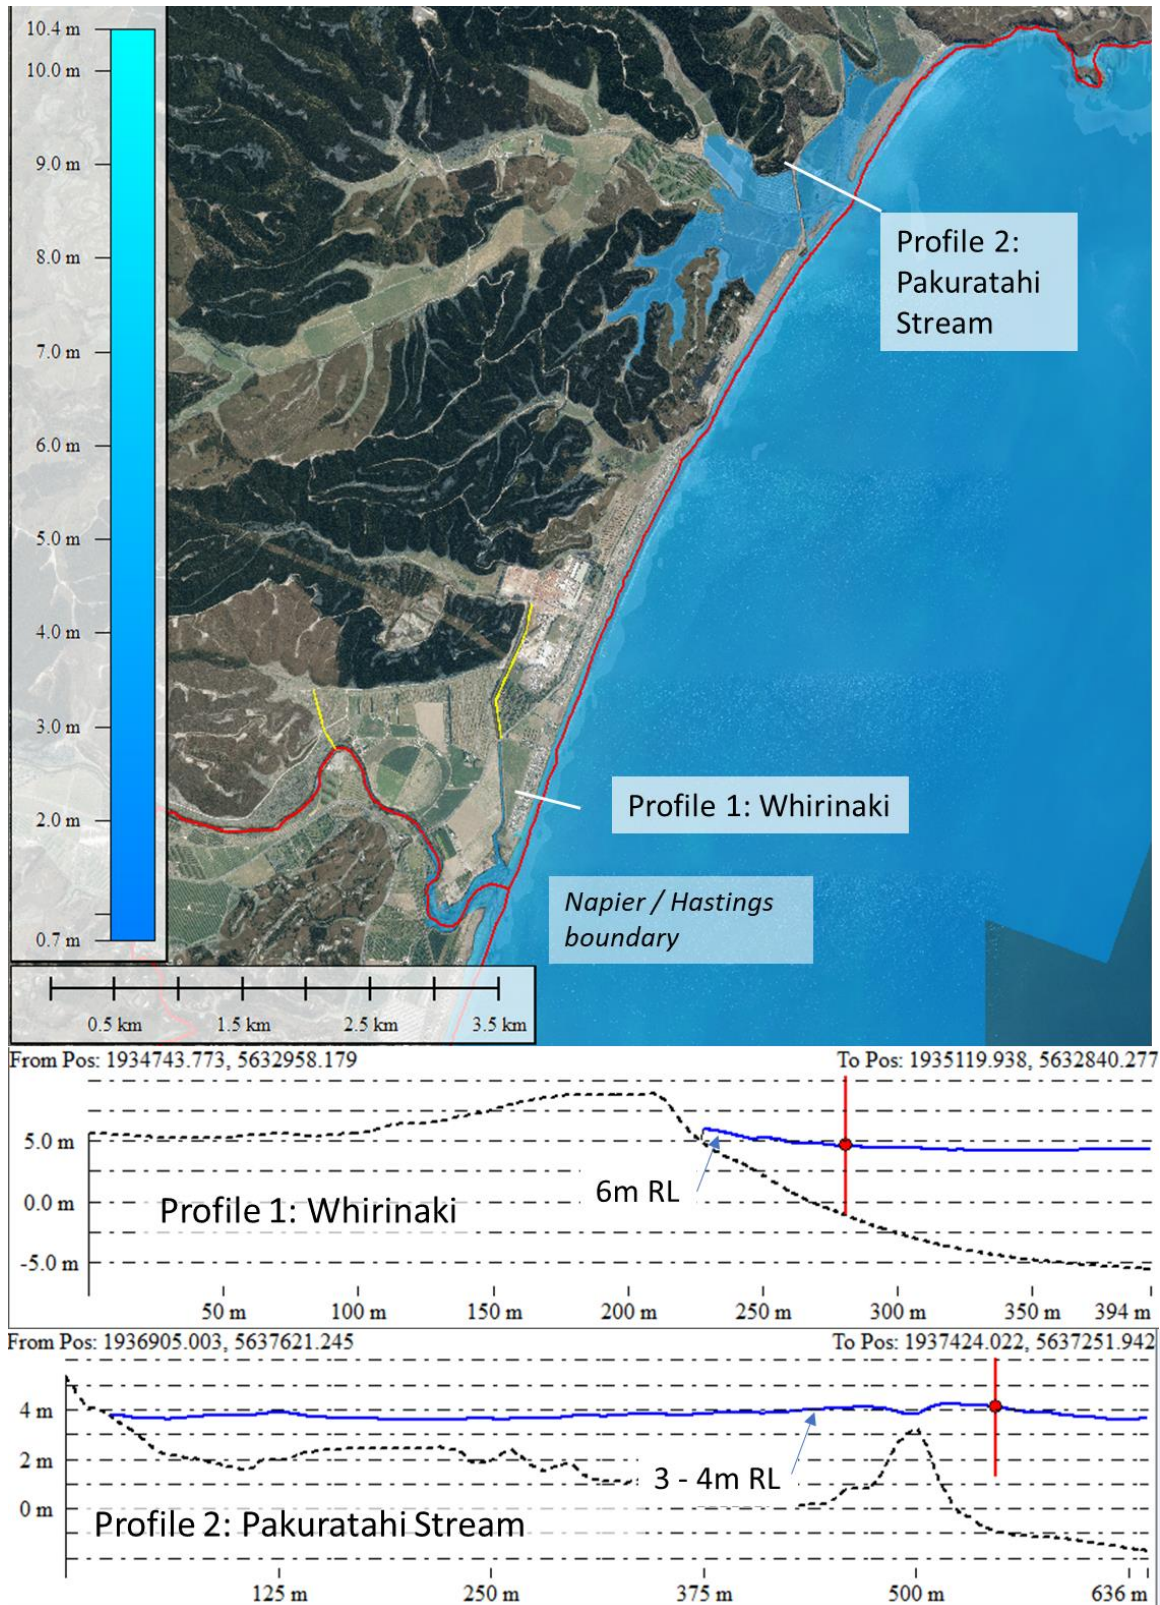 10.4 m
10.0 m
9.0 m
8.0 m
7.0 m
6.0 m
5.0 m
4.0 m
3.0 m
2.0 m
0.7 m
Profile 2:
Pakuratahi
Stream
Profile 1: Whirinaki
Napier / Hastings
boundary
0.5 km 1.5 km 2.5 km 3.5 km
From Pos: 1934743.773, 5632958.179 To Pos: 1935119.938, 5632840.277
5.0 m
0.0 m
-5.0 m
6m RL
Profile 1: Whirinaki
50 m 100 m 150 m 200 m 250 m 300 m 350 m 394 m
From Pos: 1936905.003, 5637621.245 To Pos: 1937424.022, 5637251.942
4 m
2 m
0 m
3 - 4m RL
Profile 2: Pakuratahi Stream
125 m 250 m 375 m 500 m 636 m